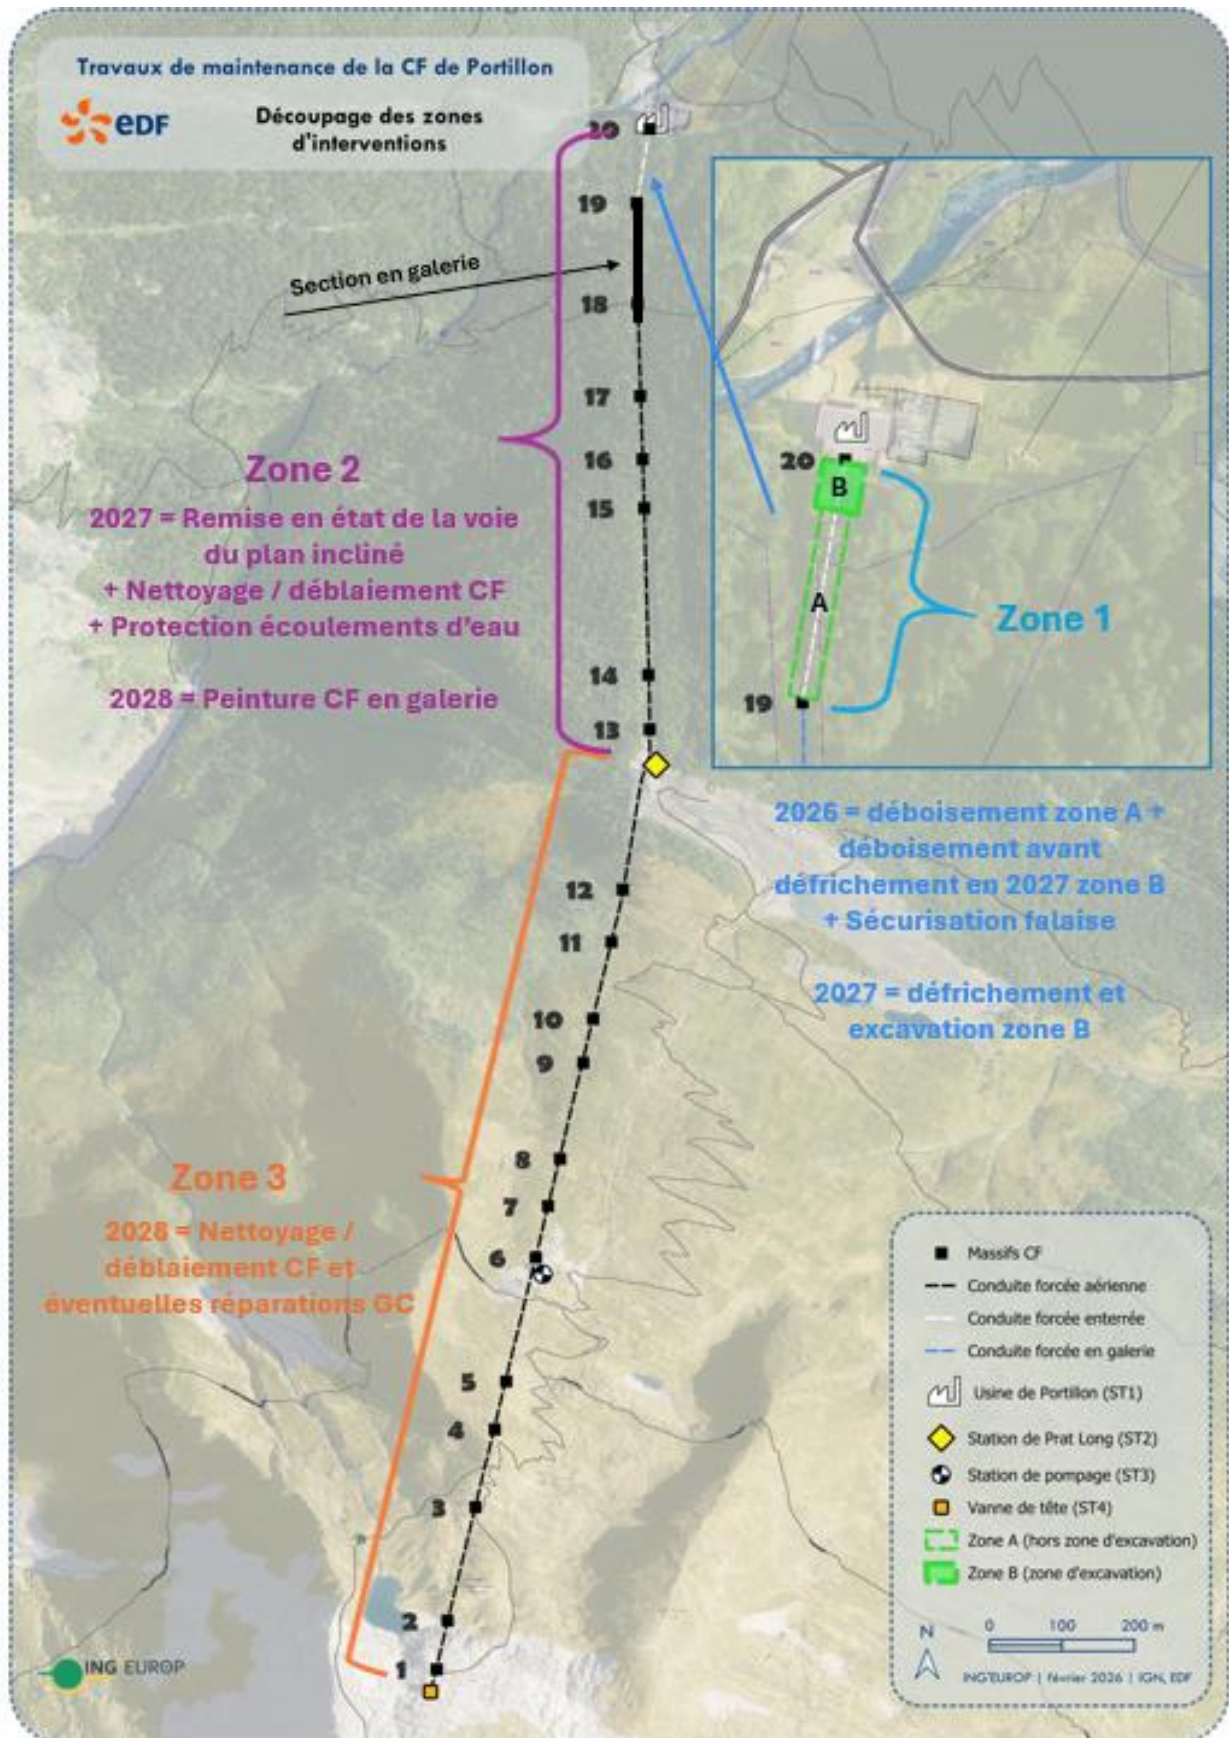 Travaux de maintenance de la CF de Portillon
eDF
Découpage des zones
d'interventions
20
19
Section en galerie
18
17
16
15
14
13
Zone 2
2027 = Remise en état de la voie
du plan incliné
+ Nettoyage / déblaiement CF
+ Protection écoulements d'eau
2028 = Peinture CF en galerie
20
B
A
19
Zone 1
2026 = déboisement zone A +
déboisement avant
défrichement en 2027 zone B
+ Sécurisation falaise
2027 = défrichement et
excavation zone B
12
11
10
9
8
7
6
5
4
3
2
1
Zone 3
2028 = Nettoyage /
déblaiement CF et
éventuelles réparations GC
Massifs CF
Conduite forcée aérienne
Conduite forcée enterrée
Conduite forcée en galerie
Usine de Portillon (ST1)
Station de Prat Long (ST2)
Station de pompage (ST3)
Vanne de tête (ST4)
Zone A (hors zone d'excavation)
Zone B (zone d'excavation)
N
0 100 200 m
ING'EUROP | février 2026 | IGN, EDF
ING EUROP